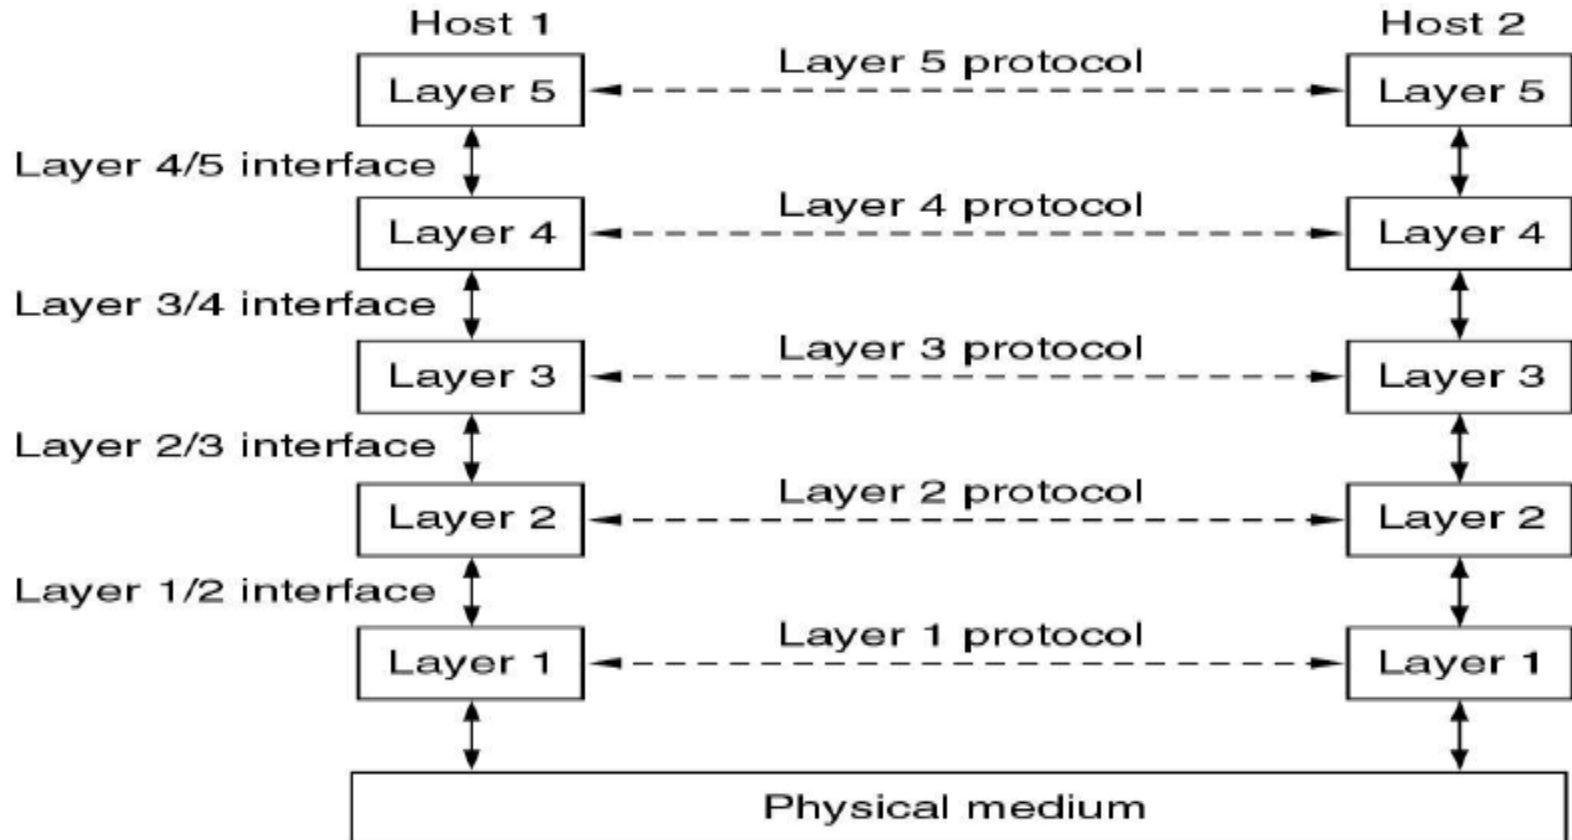 Host 1
Host 2
Layer 5
Layer 5 protocol
Layer 5
Layer 4/5 interface
Layer 4
Layer 4 protocol
Layer 4
Layer 3/4 interface
Layer 3
Layer 3 protocol
Layer 3
Layer 2/3 interface
Layer 2
Layer 2 protocol
Layer 2
Layer 1/2 interface
Layer 1
Layer 1 protocol
Layer 1
Physical medium